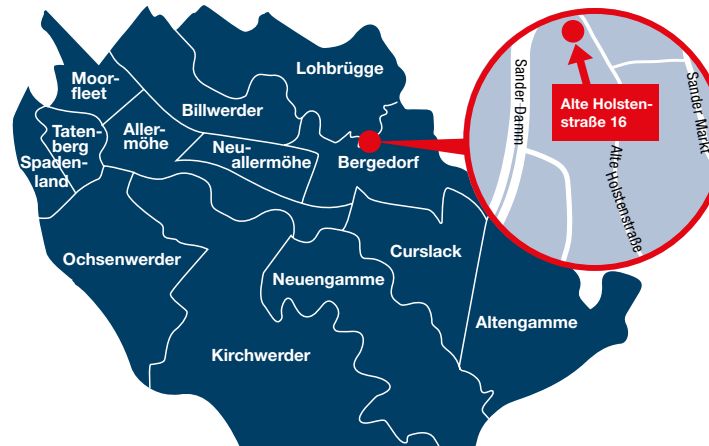 Lohbrügge
Moor-
fleet
Billwerder
Taten-
berg
Aller-
möhe
Spaden-
land
Neu-
allermöhe
Bergedorf
Ochsenwerder
Curslack
Neuengamme
Altengamme
Kirchwerder
Sander Damm
Alte Holsten-
straße 16
Sander Markt
Alte Holstenstraße